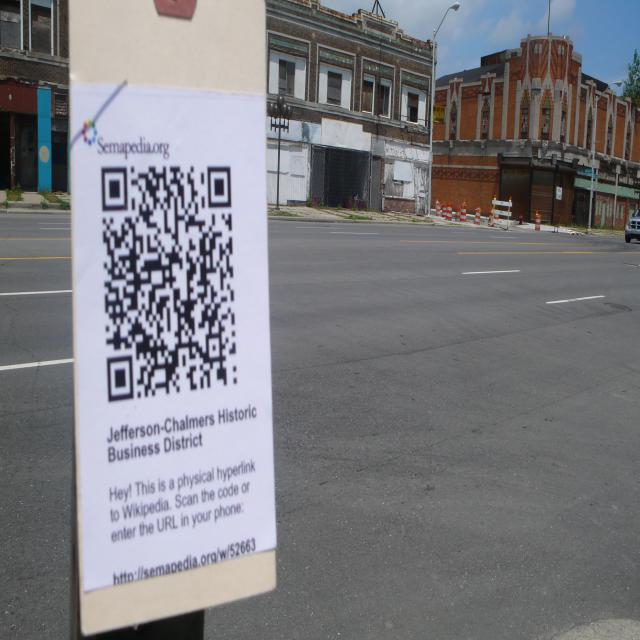 Semapedia.org
Jefferson-Chalmers Historic
Business District
Hey! This is a physical hyperlink
to Wikipedia. Scan the code or
enter the URL in your phone:
http://semapedia.org/w/52663